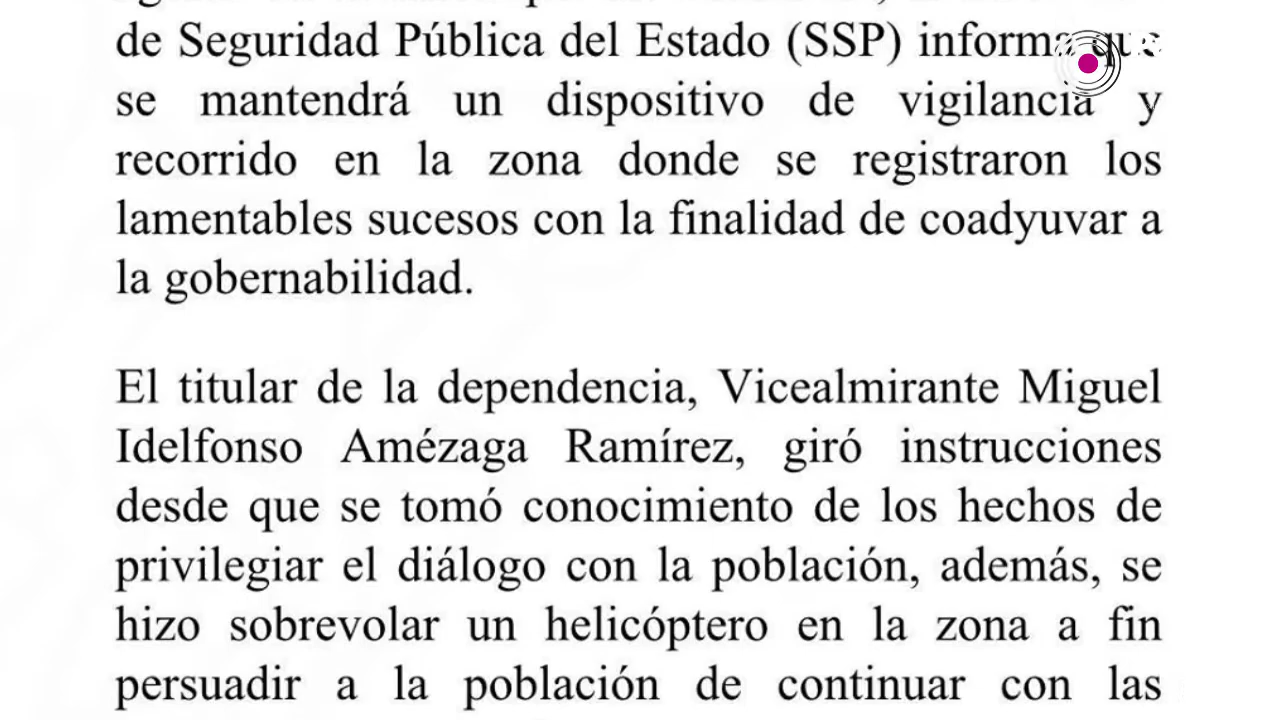 de Seguridad Pública del Estado (SSP) informa que
se mantendrá un dispositivo de vigilancia y
recorrido en la zona donde se registraron los
lamentables sucesos con la finalidad de coadyuvar a
la gobernabilidad.
El titular de la dependencia, Vicealmirante Miguel
Idelfonso Amézaga Ramírez, giró instrucciones
desde que se tomó conocimiento de los hechos de
privilegiar el diálogo con la población, además, se
hizo sobrevolar un helicóptero en la zona a fin
persuadir a la población de continuar con las